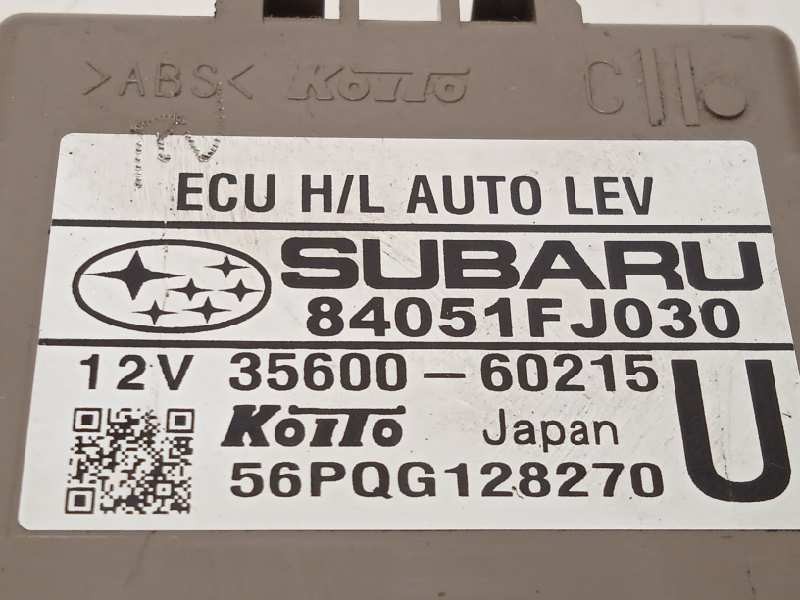 >ABS< KOITO C
ECU H/L AUTO LEV
SUBARU
84051FJ030
12V 35600-60215 U
KOITO Japan
56PQG128270